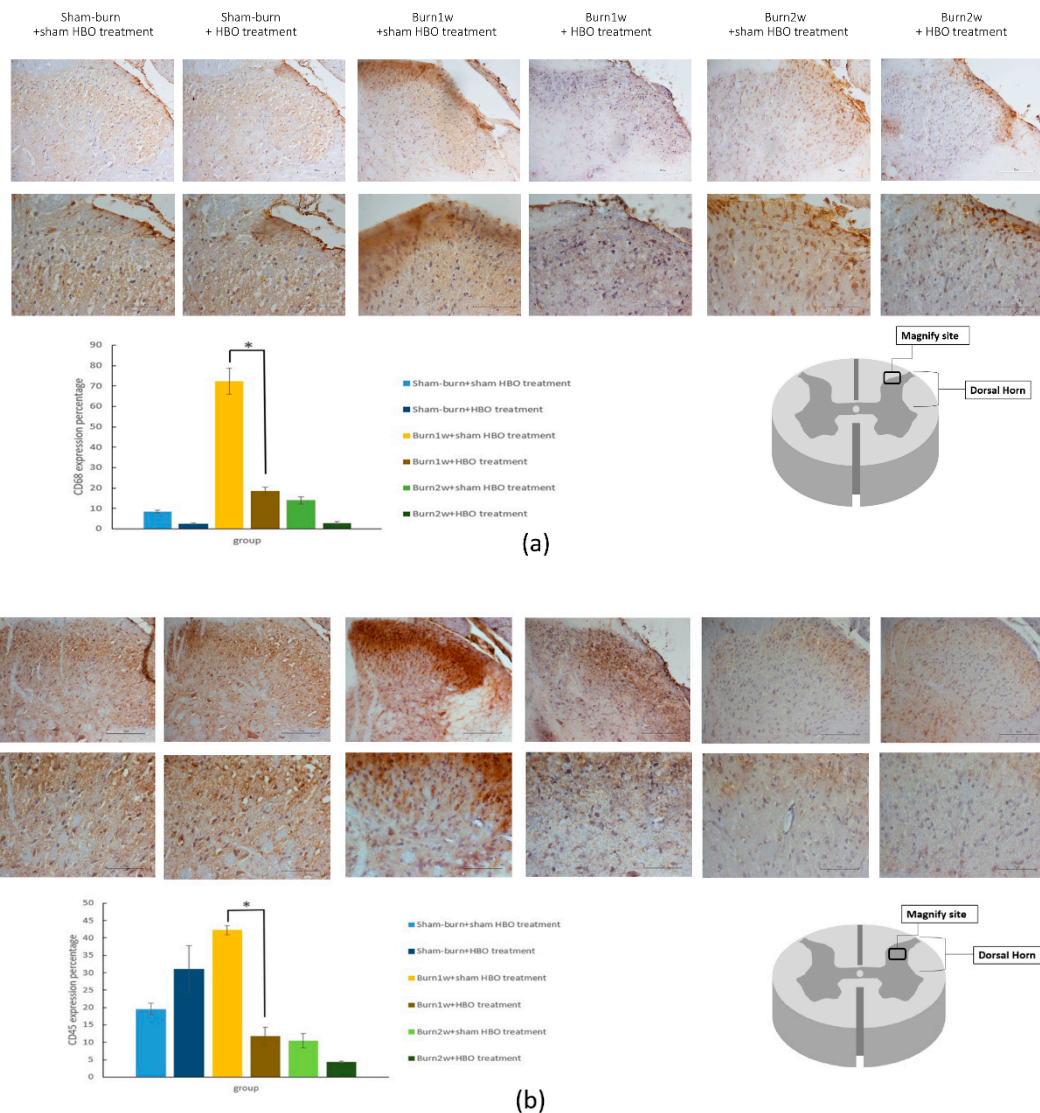 Sham-burn
+sham HBO treatment
Sham-burn
+ HBO treatment
Burn1w
+sham HBO treatment
Burn1w
+ HBO treatment
Burn2w
+sham HBO treatment
Burn2w
+ HBO treatment
CD68 expression percentage
90
80
70
60
50
40
30
20
10
0
*
group
Sham-burn+sham HBO treatment
Sham-burn+HBO treatment
Burn1w+sham HBO treatment
Burn1w+HBO treatment
Burn2w+sham HBO treatment
Burn2w+HBO treatment
Magnify site
Dorsal Horn
(a)
CD45 expression percentage
50
45
40
35
30
25
20
15
10
5
0
*
group
Sham-burn+sham HBO treatment
Sham-burn+HBO treatment
Burn1w+sham HBO treatment
Burn1w+HBO treatment
Burn2w+sham HBO treatment
Burn2w+HBO treatment
Magnify site
Dorsal Horn
(b)